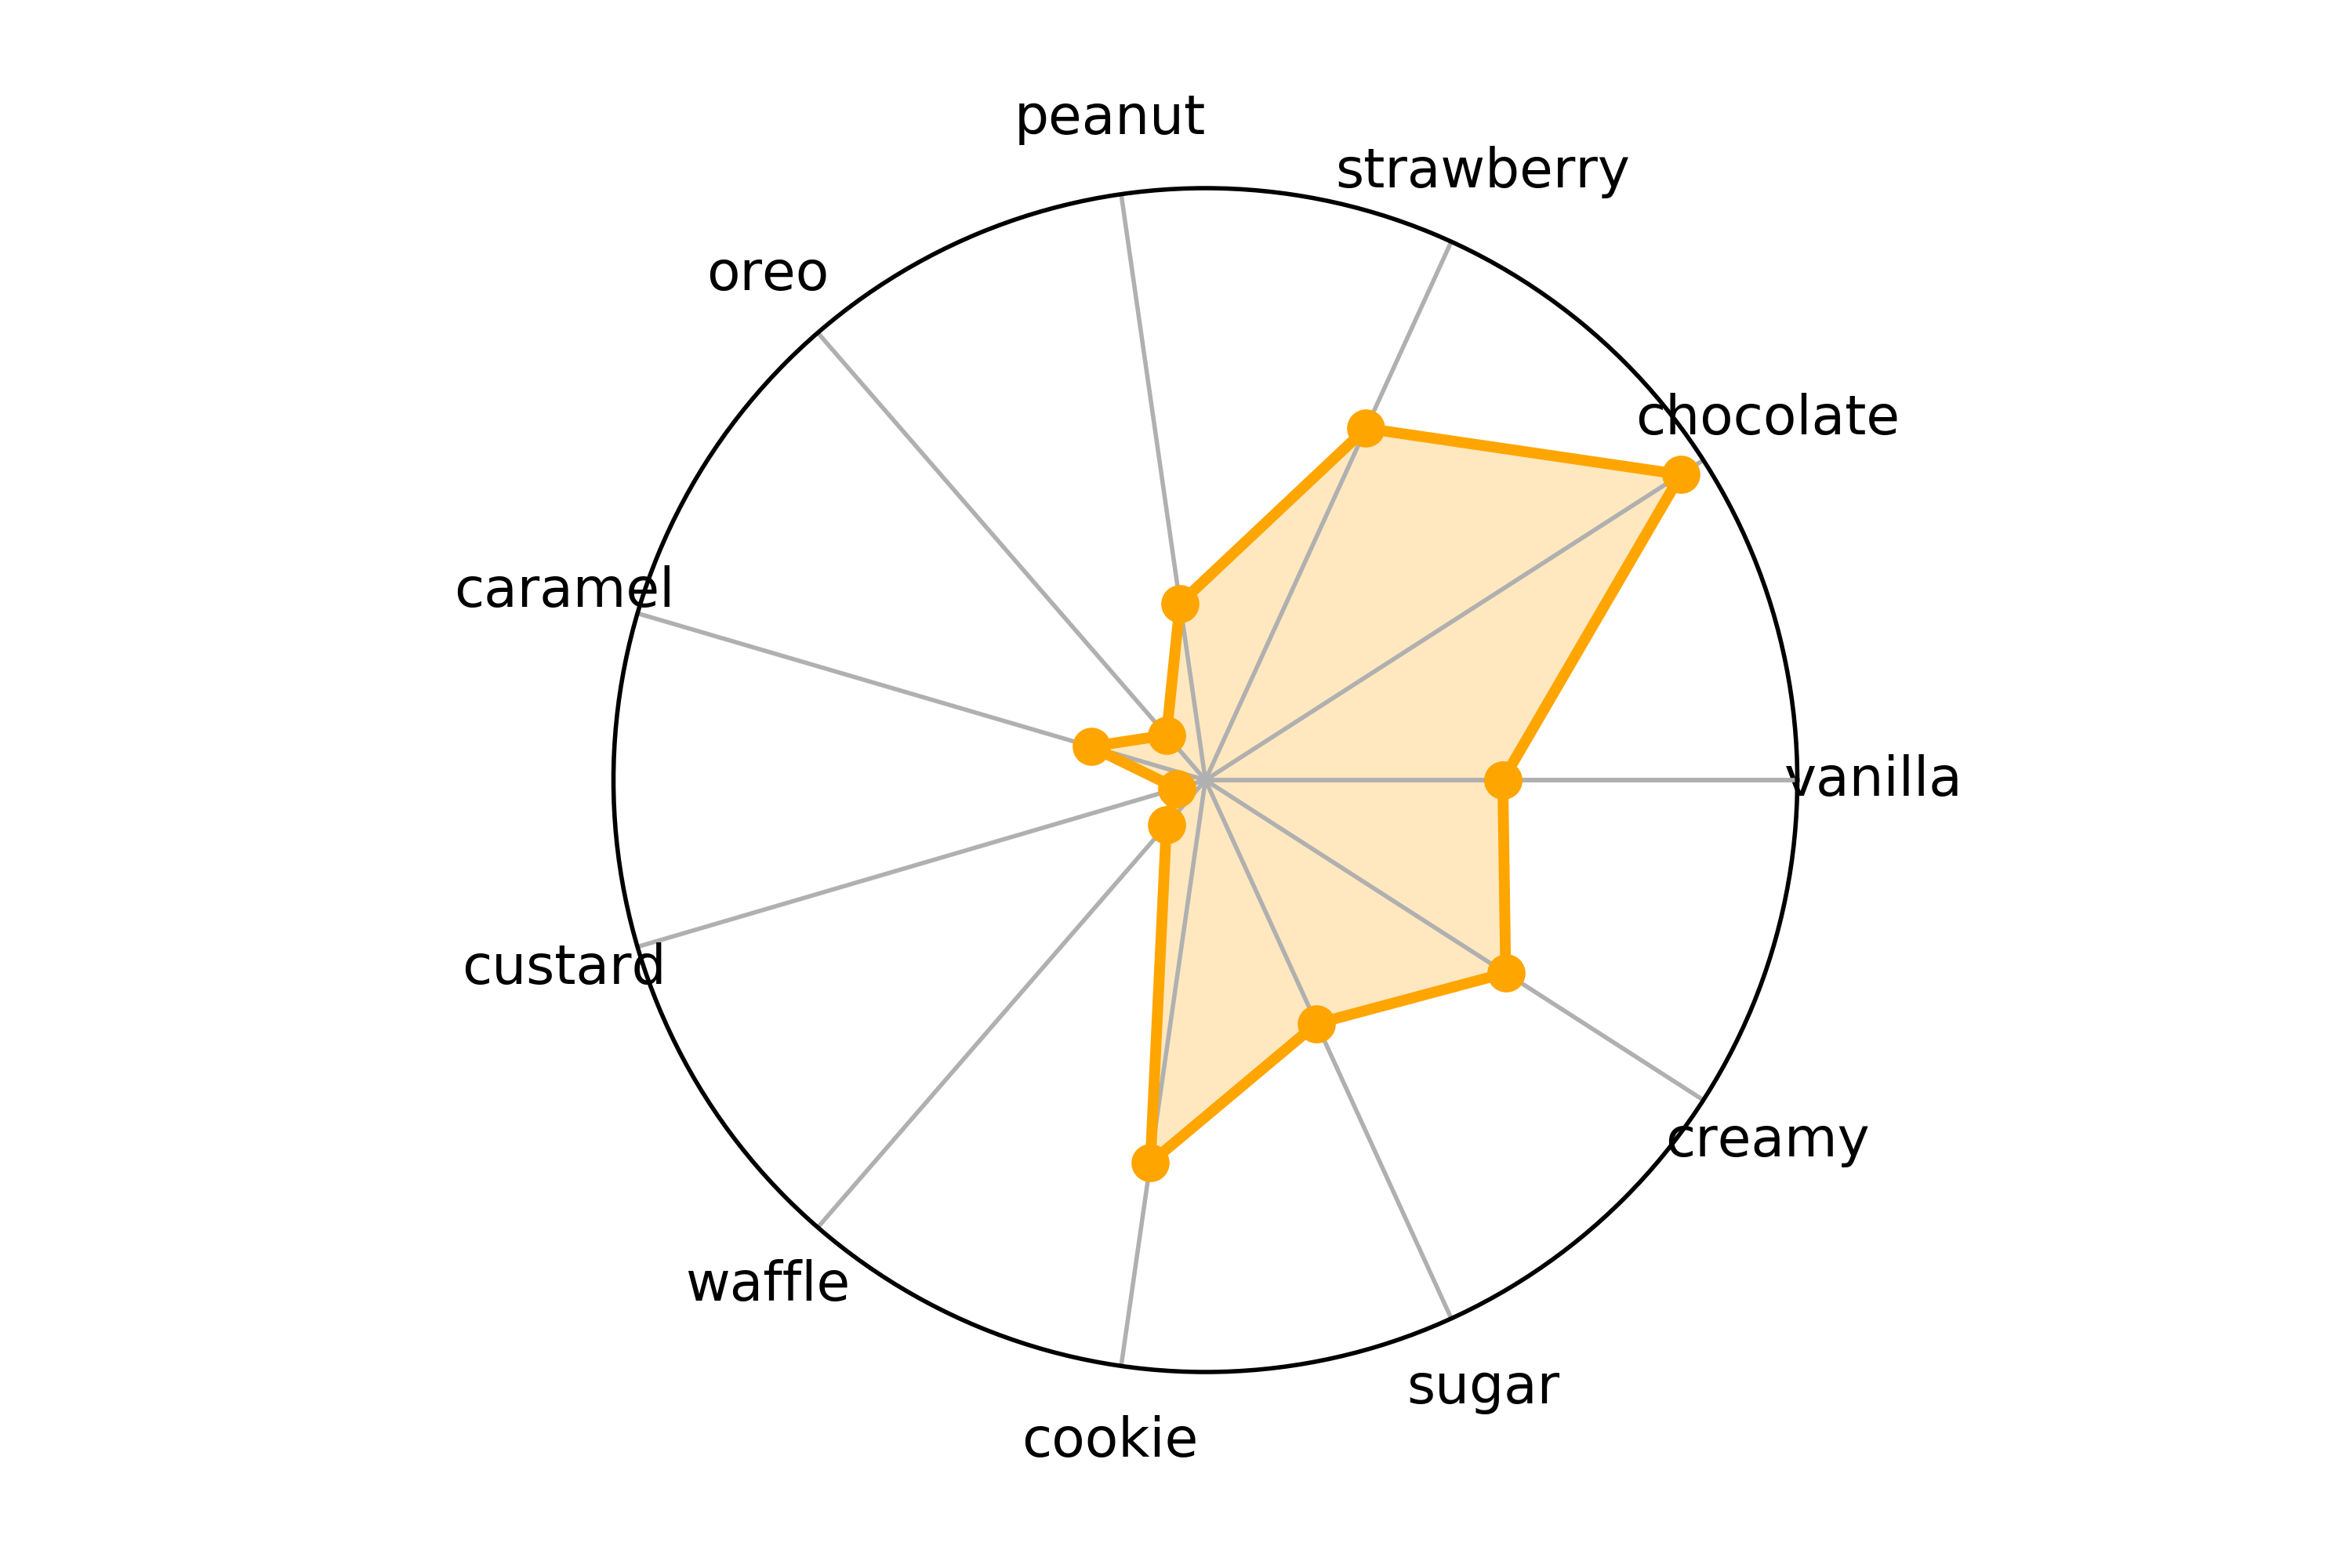 peanut
strawberry
oreo
chocolate
caramel
vanilla
custard
creamy
waffle
sugar
cookie